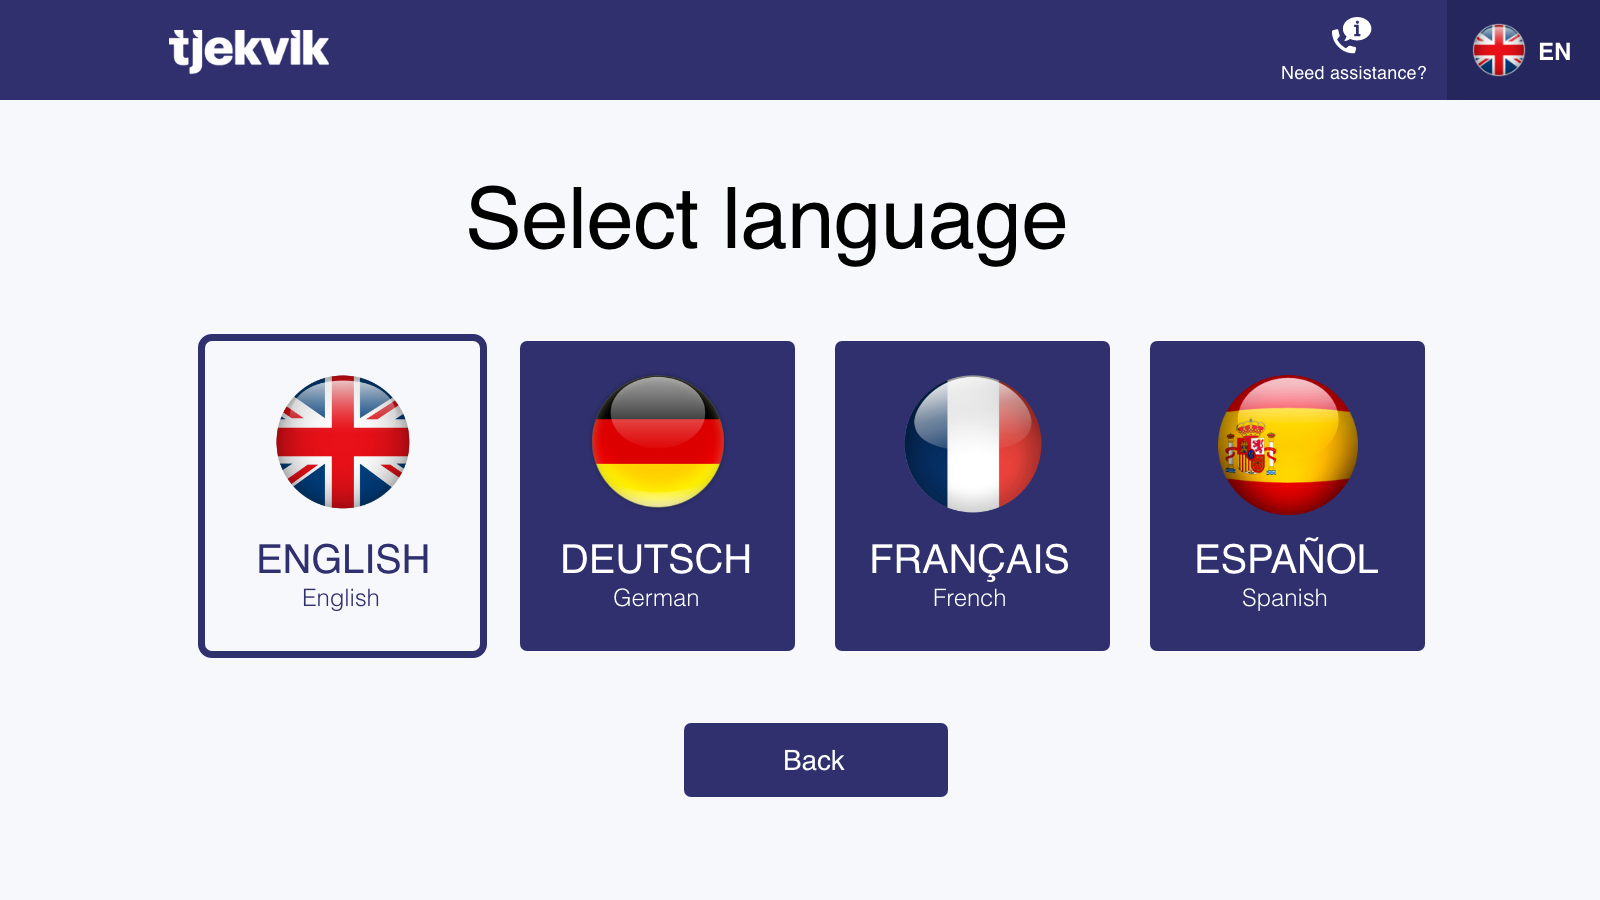 tjekvik
Need assistance?
EN
Select language
ENGLISH
English
DEUTSCH
German
FRANÇAIS
French
ESPAÑOL
Spanish
Back